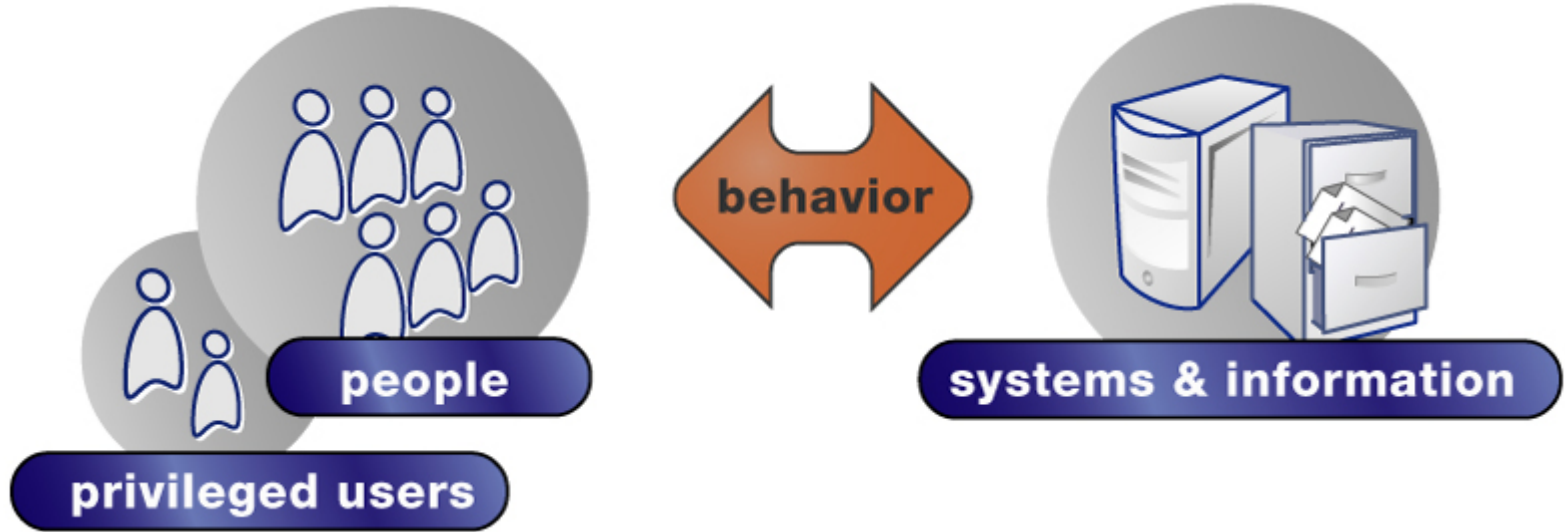 behavior
people
systems & information
privileged users